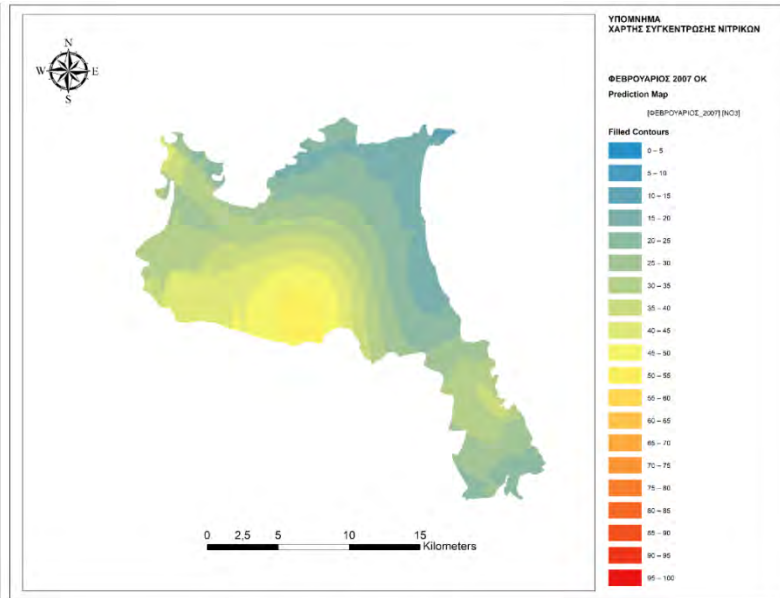 ΥΠΟΜΝΗΜΑ
ΧΑΡΤΗΣ ΣΥΓΚΕΝΤΡΩΣΗΣ ΝΙΤΡΙΚΩΝ
N
W E
S
ΦΕΒΡΟΥΑΡΙΟΣ 2007 ΟΚ
Prediction Map
[ΦΕΒΡΟΥΑΡΙΟΣ_2007].[NO3]
Filled Contours
0 – 5
5 – 10
10 – 15
15 – 20
20 – 25
25 – 30
30 – 35
35 – 40
40 – 45
45 – 50
50 – 55
55 – 60
60 – 65
65 – 70
70 – 75
75 – 80
80 – 85
85 – 90
90 – 95
95 – 100
0 2,5 5 10 15
Kilometers